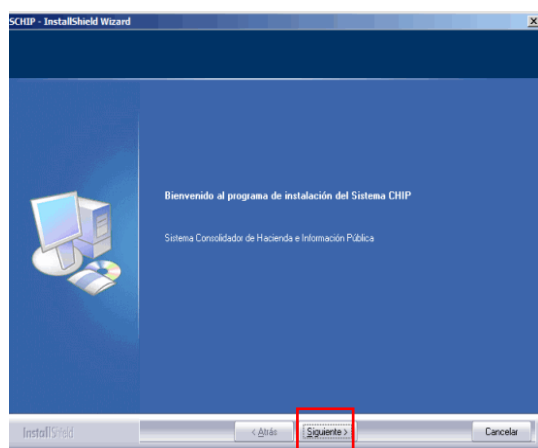 SCHIP - InstallShield Wizard
Bienvenido al programa de instalación del Sistema CHIP
Sistema Consolidador de Hacienda e Información Pública
InstallShield
< Atrás
Siguiente >
Cancelar